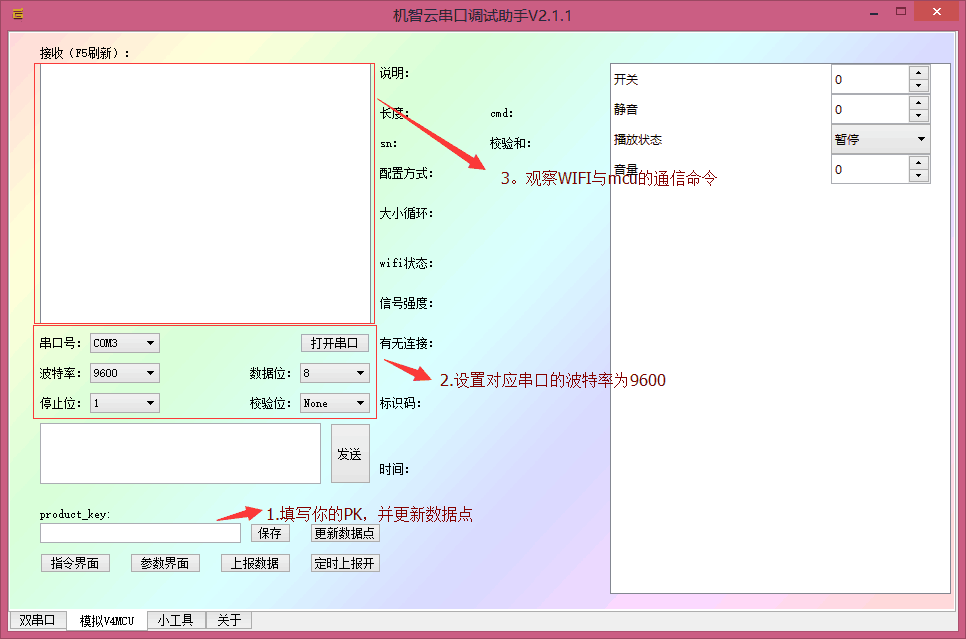 机智云串口调试助手V2.1.1
接收（F5刷新）：
说明：
长度：
cmd：
sn：
校验和：
配置方式：
3。观察WIFI与mcu的通信命令
大小循环：
wifi状态：
信号强度：
有无连接：
标识码：
时间：
开关 0
静音 0
播放状态 暂停
音量 0
串口号： COM3 打开串口
波特率： 9600 数据位： 8
停止位： 1 校验位： None
2.设置对应串口的波特率为9600
发送
product_key:
1.填写你的PK，并更新数据点
保存 更新数据点
指令界面 参数界面 上报数据 定时上报开
双串口 模拟V4MCU 小工具 关于